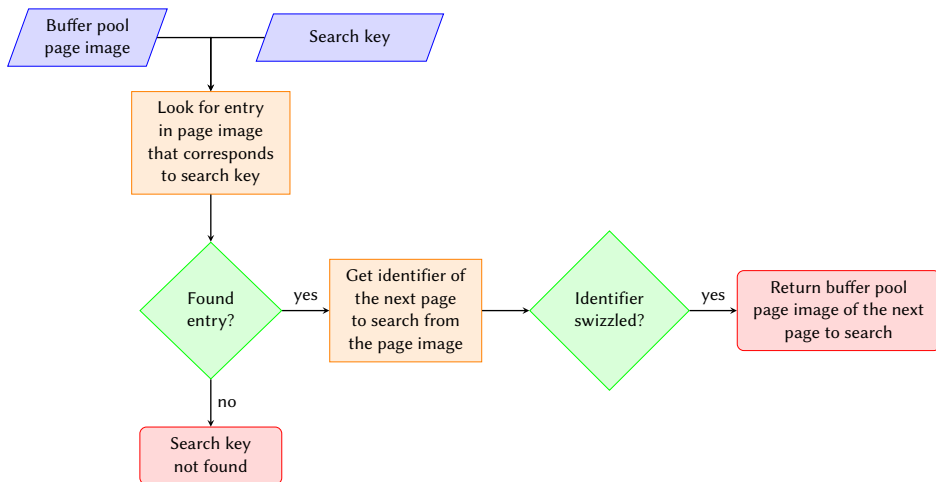 Buffer pool
page image
Search key
Look for entry
in page image
that corresponds
to search key
Found
entry?
yes
Get identifier of
the next page
to search from
the page image
Identifier
swizzled?
yes
Return buffer pool
page image of the next
page to search
no
Search key
not found